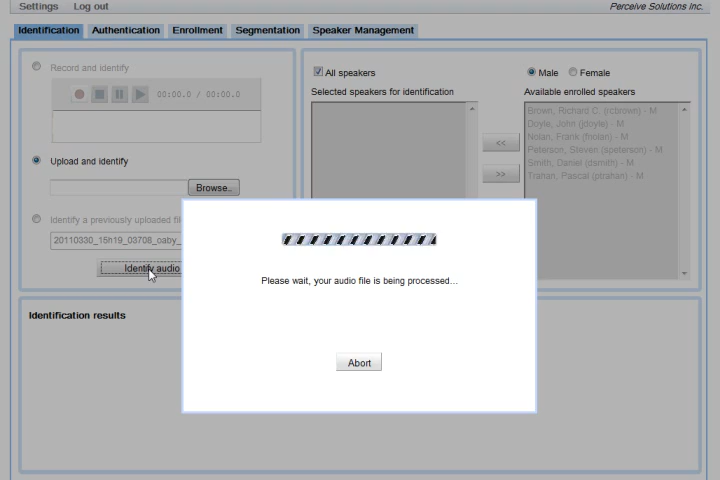 Settings Log out Perceive Solutions Inc.
Identification Authentication Enrollment Segmentation Speaker Management
Record and identify
00:00.0 / 00:00.0
Upload and identify
Browse..
Identify a previously uploaded fil
20110330_15h19_03708_oaby_
Identify audio
All speakers
Male Female
Selected speakers for identification
Available enrolled speakers
Brown, Richard C. (rcbrown) - M
Doyle, John (jdoyle) - M
Nolan, Frank (fnolan) - M
Peterson, Steven (speterson) - M
Smith, Daniel (dsmith) - M
Trahan, Pascal (ptrahan) - M
<<
>>
Please wait, your audio file is being processed...
Abort
Identification results